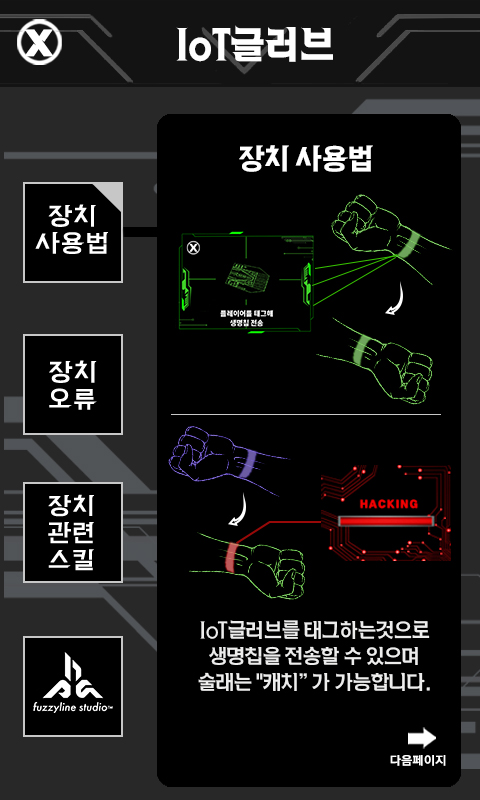 X
IoT글러브
장치 사용법
장치
사용법
X
플레이어를 태그해
생명칩 전송
장치
오류
HACKING
장치
관련
스킬
IoT글러브를 태그하는것으로
생명칩을 전송할 수 있으며
술래는 "캐치” 가 가능합니다.
fuzzyline studio™
다음페이지